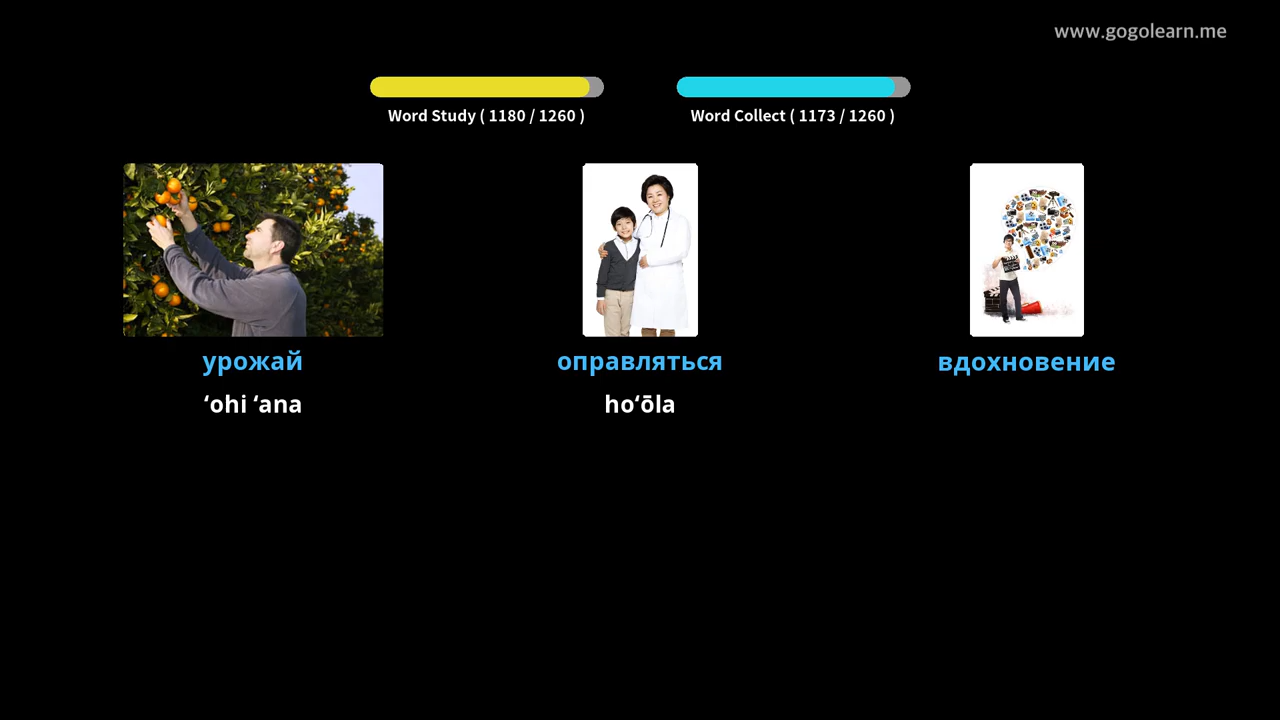 www.gogolearn.me
Word Study ( 1180 / 1260 )
Word Collect ( 1173 / 1260 )
урожай
оправляться
вдохновение
ʻohi ʻana
hoʻōla